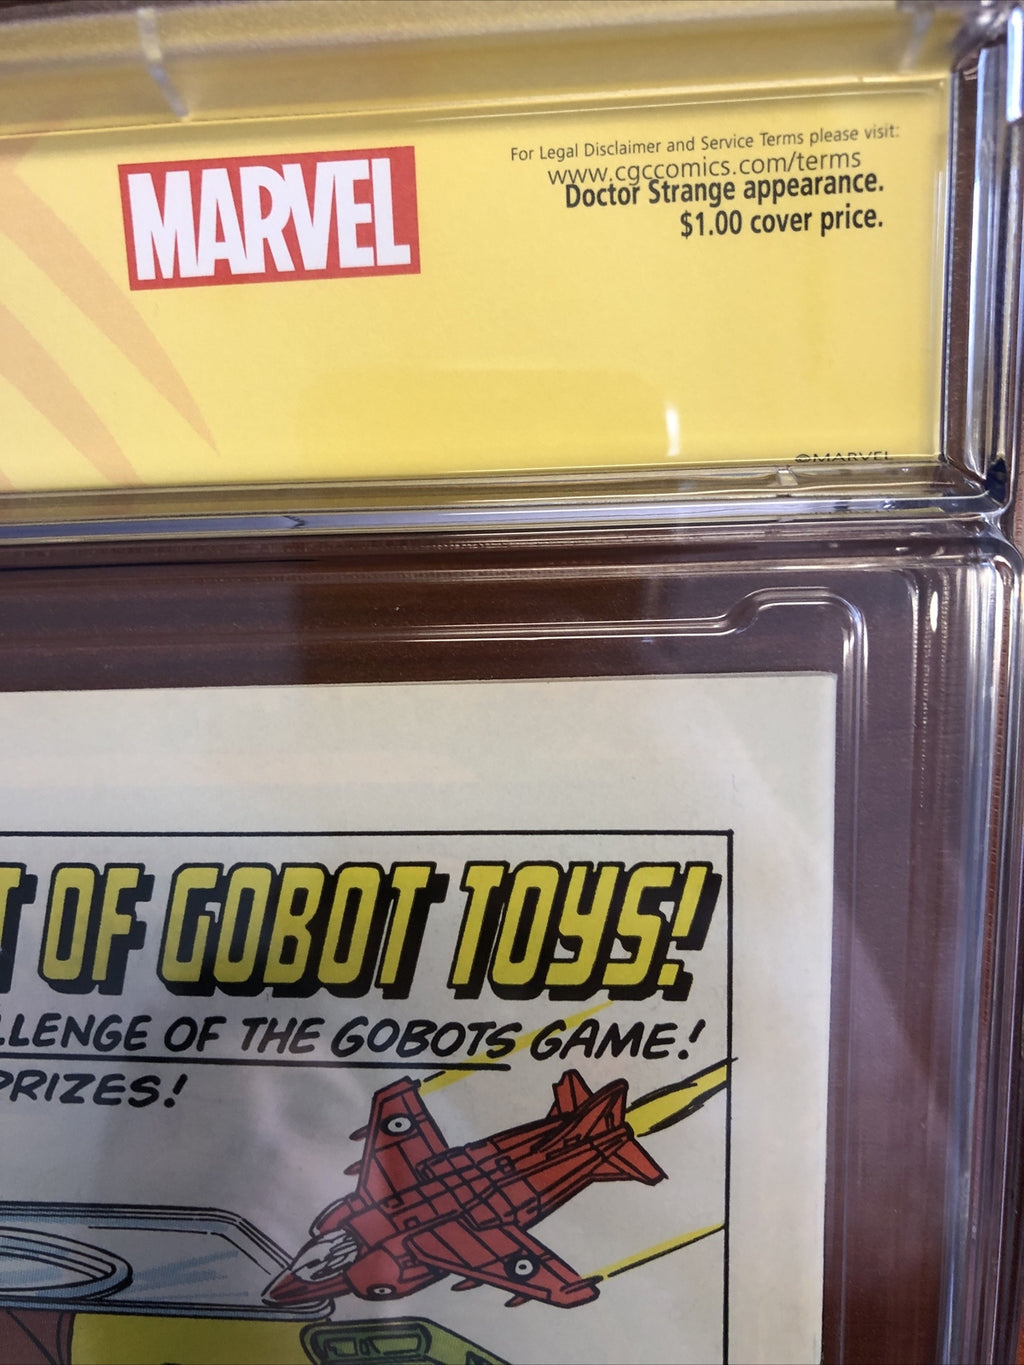 MARVEL
For Legal Disclaimer and Service Terms please visit:
www.cgccomics.com/terms
Doctor Strange appearance.
$1.00 cover price.
©MARVEL
T OF GOBOT TOYS!
LLENGE OF THE GOBOTS GAME!
PRIZES!